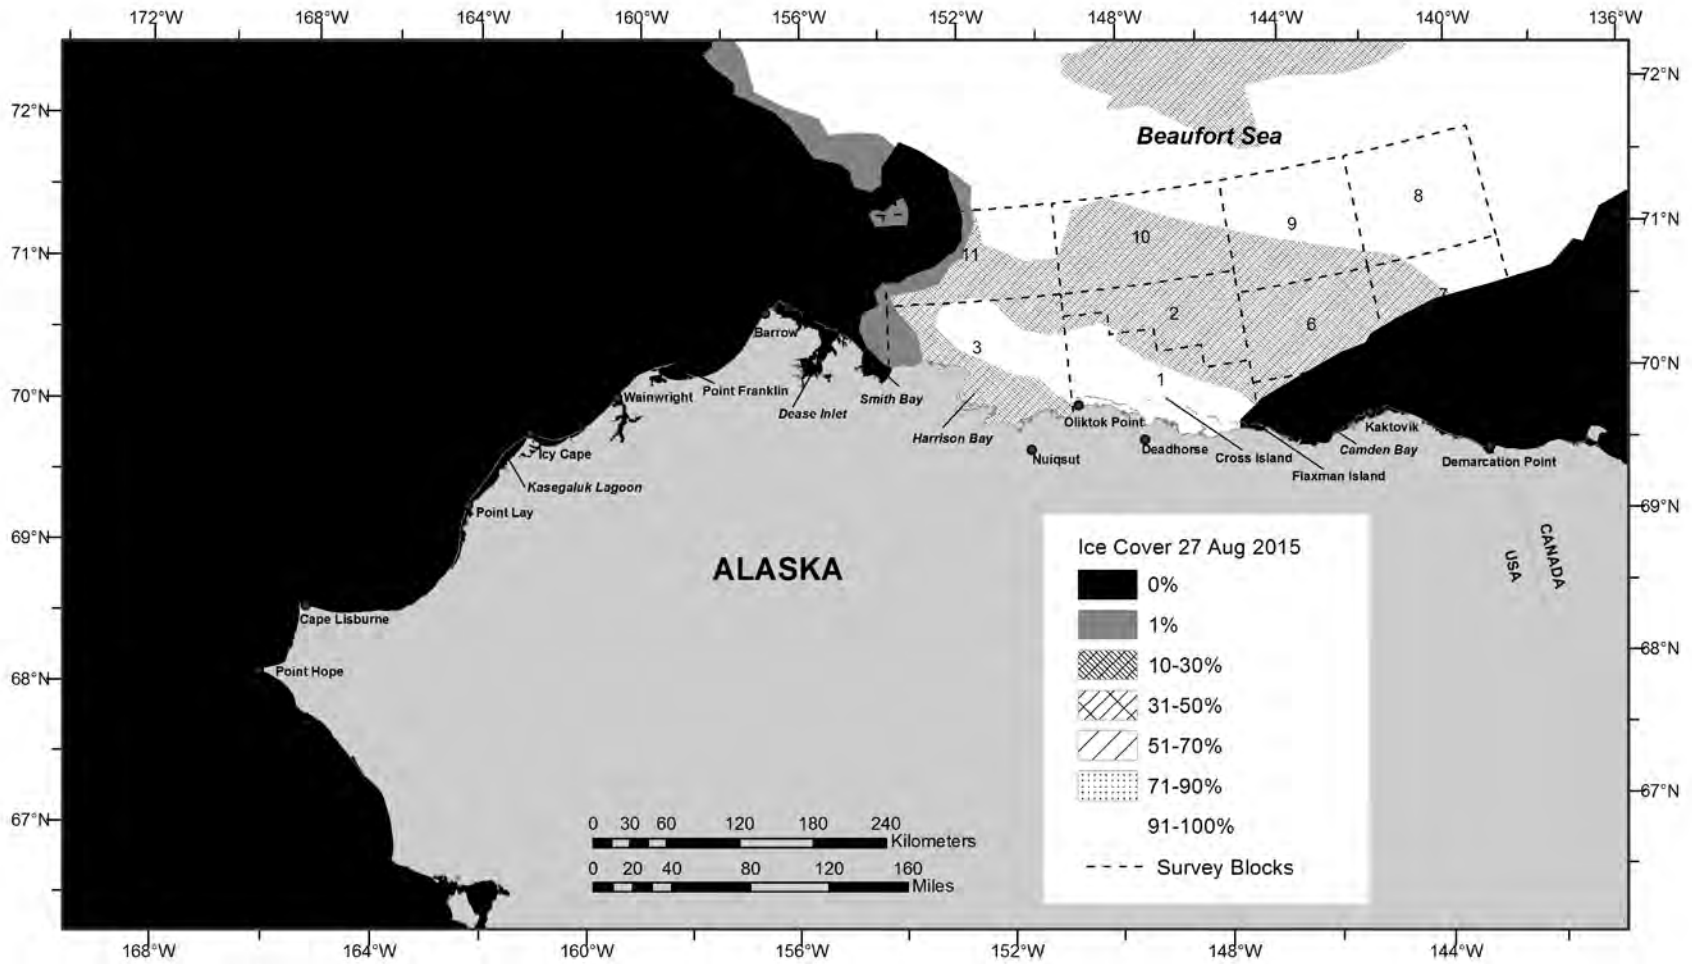 172°W 168°W 164°W 160°W 156°W 152°W 148°W 144°W 140°W 136°W
72°N
72°N
Beaufort Sea
8
9
71°N
71°N
10
11
7
2
6
3
70°N
70°N
1
Barrow
Point Franklin
Wainwright
Dease Inlet
Smith Bay
Harrison Bay
Oliktok Point
Nuiqsut
Deadhorse
Cross Island
Flaxman Island
Kaktovik
Camden Bay
Demarcation Point
Icy Cape
Kasegaluk Lagoon
Point Lay
69°N
69°N
ALASKA
USA
CANADA
Cape Lisburne
Point Hope
68°N
68°N
67°N
67°N
Ice Cover 27 Aug 2015
0%
1%
10-30%
31-50%
51-70%
71-90%
91-100%
Survey Blocks
0 30 60 120 180 240
Kilometers
0 20 40 80 120 160
Miles
168°W 164°W 160°W 156°W 152°W 148°W 144°W